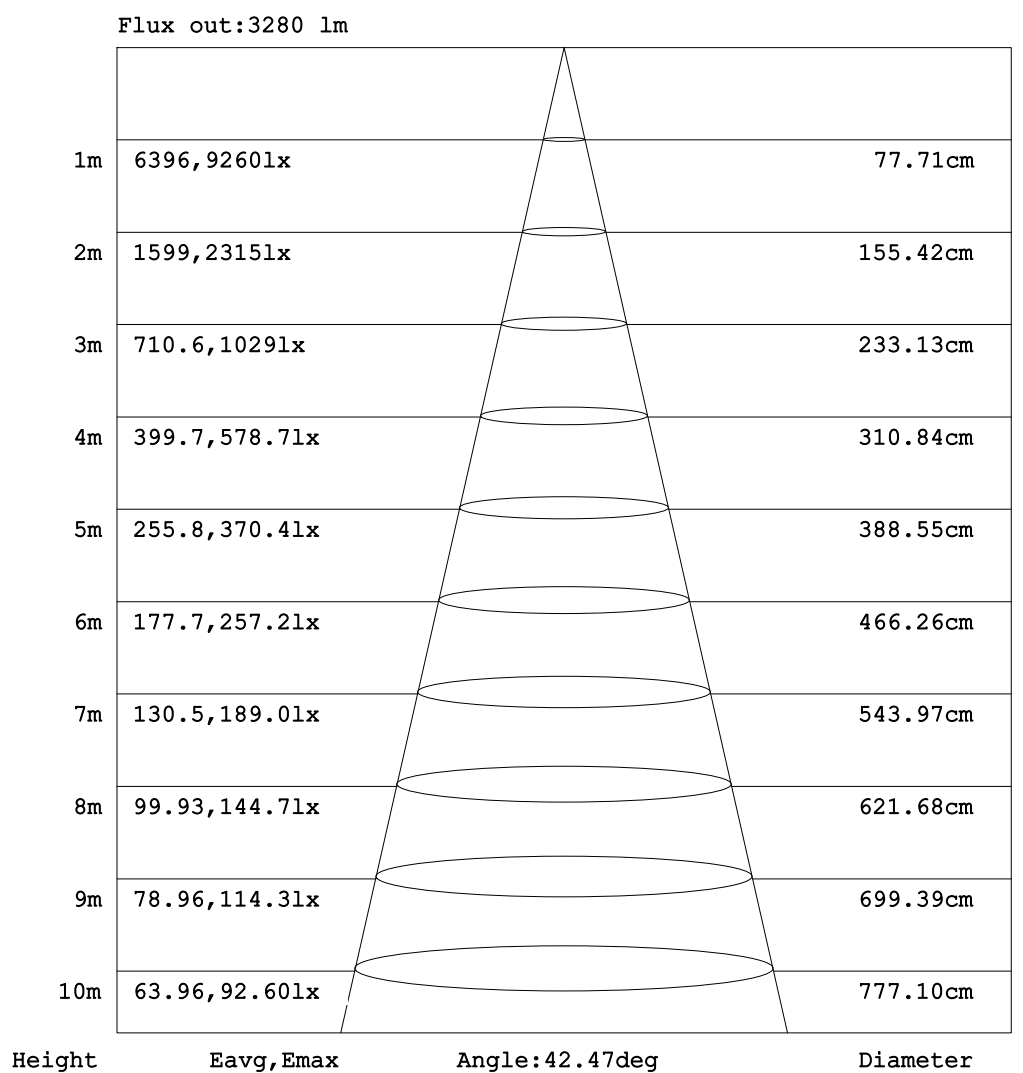 Flux out:3280 lm
1m 6396,9260lx 77.71cm
2m 1599,2315lx 155.42cm
3m 710.6,1029lx 233.13cm
4m 399.7,578.7lx 310.84cm
5m 255.8,370.4lx 388.55cm
6m 177.7,257.2lx 466.26cm
7m 130.5,189.0lx 543.97cm
8m 99.93,144.7lx 621.68cm
9m 78.96,114.3lx 699.39cm
10m 63.96,92.60lx 777.10cm
Height Eavg,Emax Angle:42.47deg Diameter